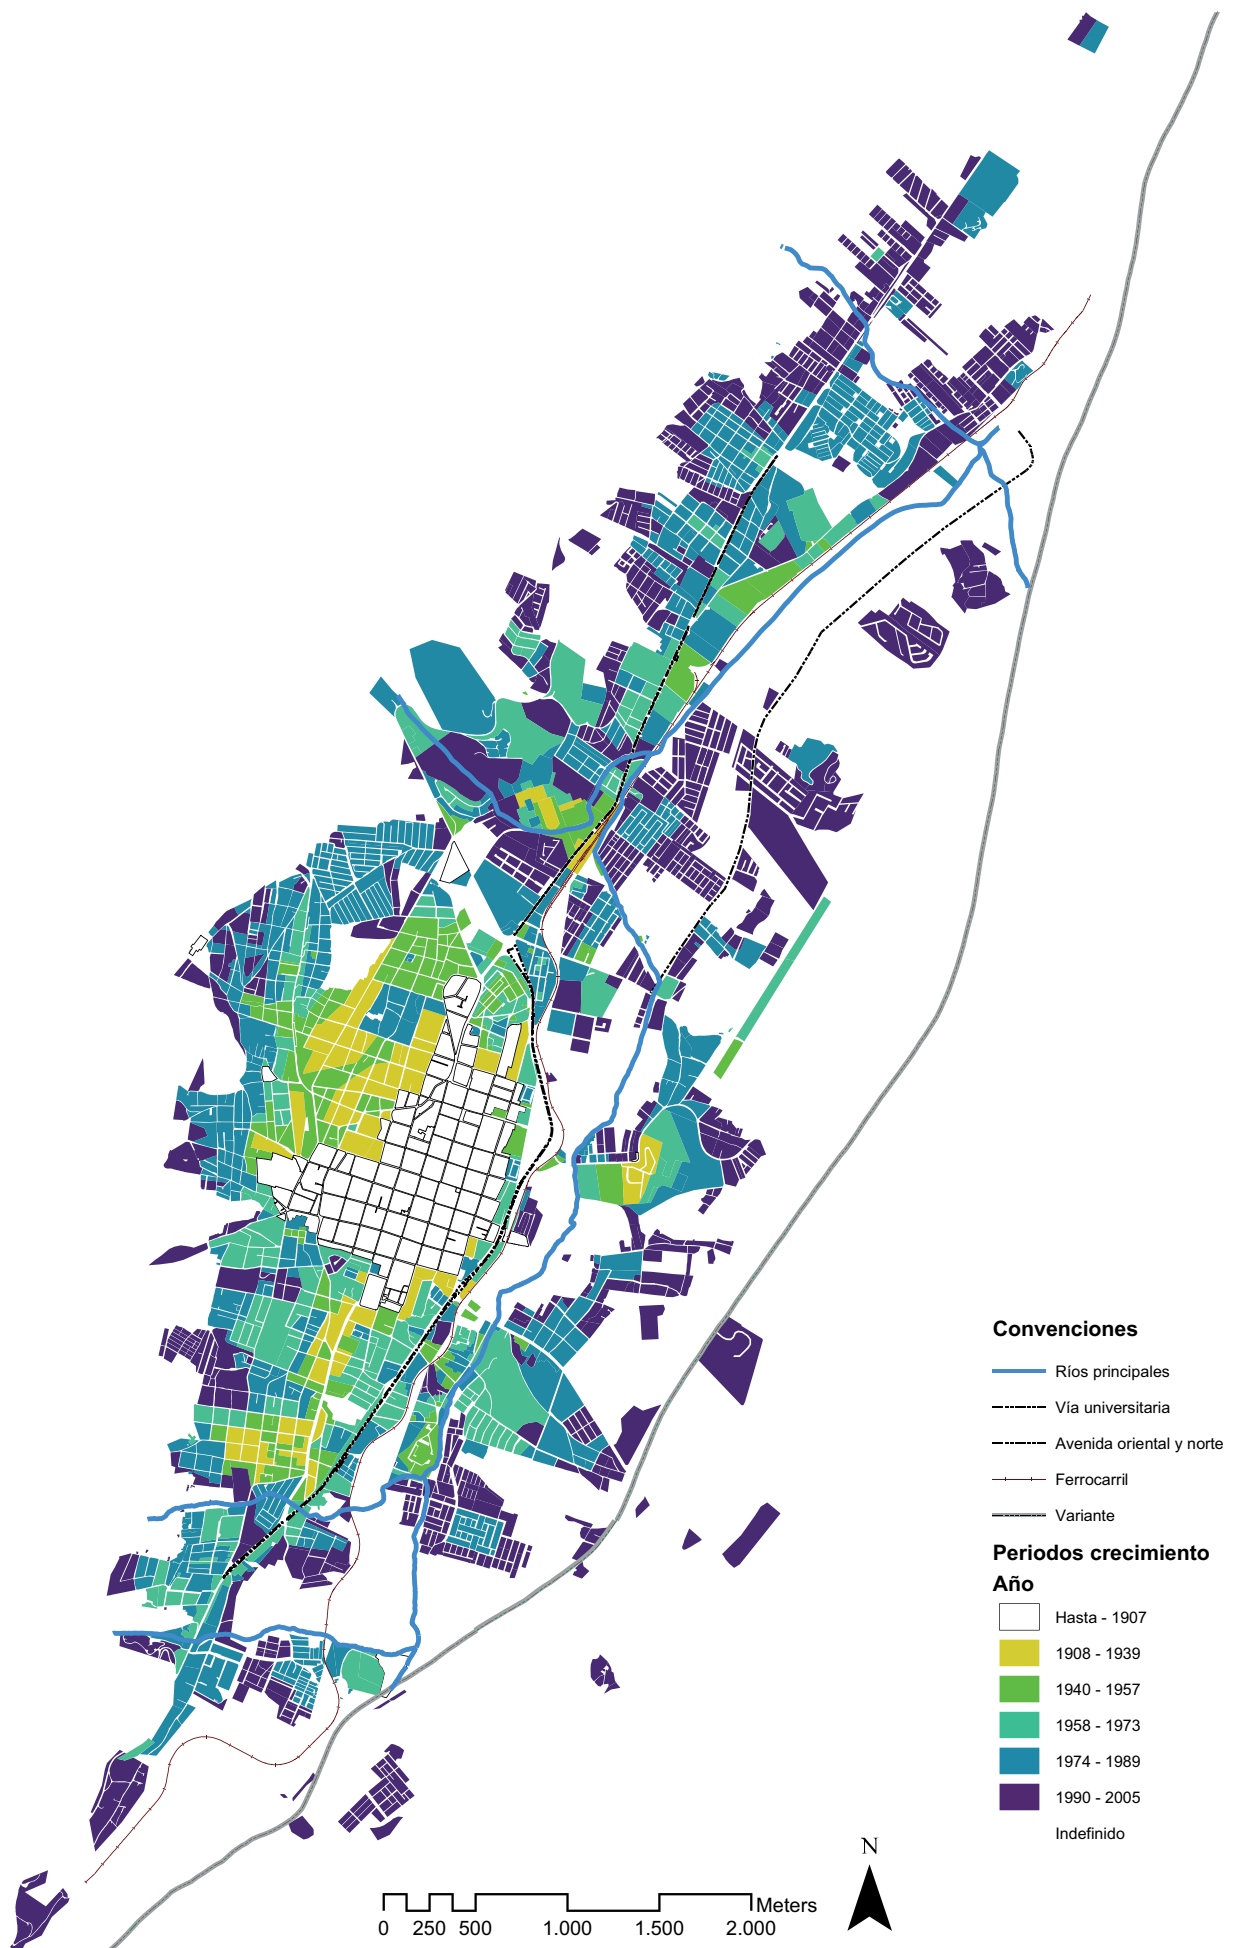 Convenciones
Ríos principales
Vía universitaria
Avenida oriental y norte
Ferrocarril
Variante
Periodos crecimiento
Año
Hasta - 1907
1908 - 1939
1940 - 1957
1958 - 1973
1974 - 1989
1990 - 2005
Indefinido
N
Meters
0 250 500 1.000 1.500 2.000